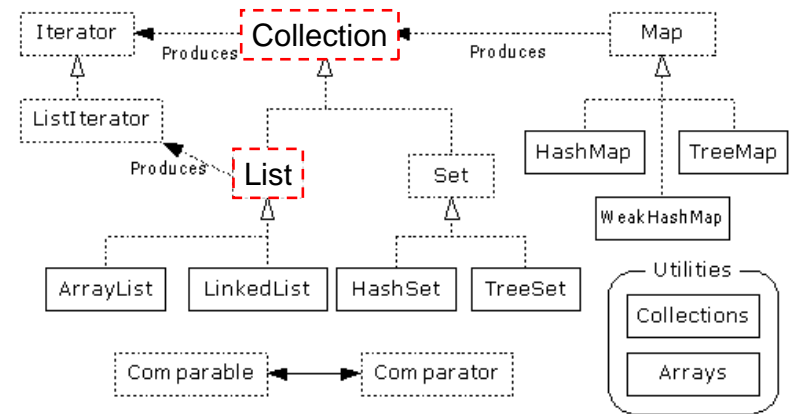 Iterator
Collection
Map
Produces
Produces
ListIterator
Produces
List
Set
HashMap
TreeMap
WeakHashMap
ArrayList
LinkedList
HashSet
TreeSet
Utilities
Collections
Arrays
Comparable
Comparator